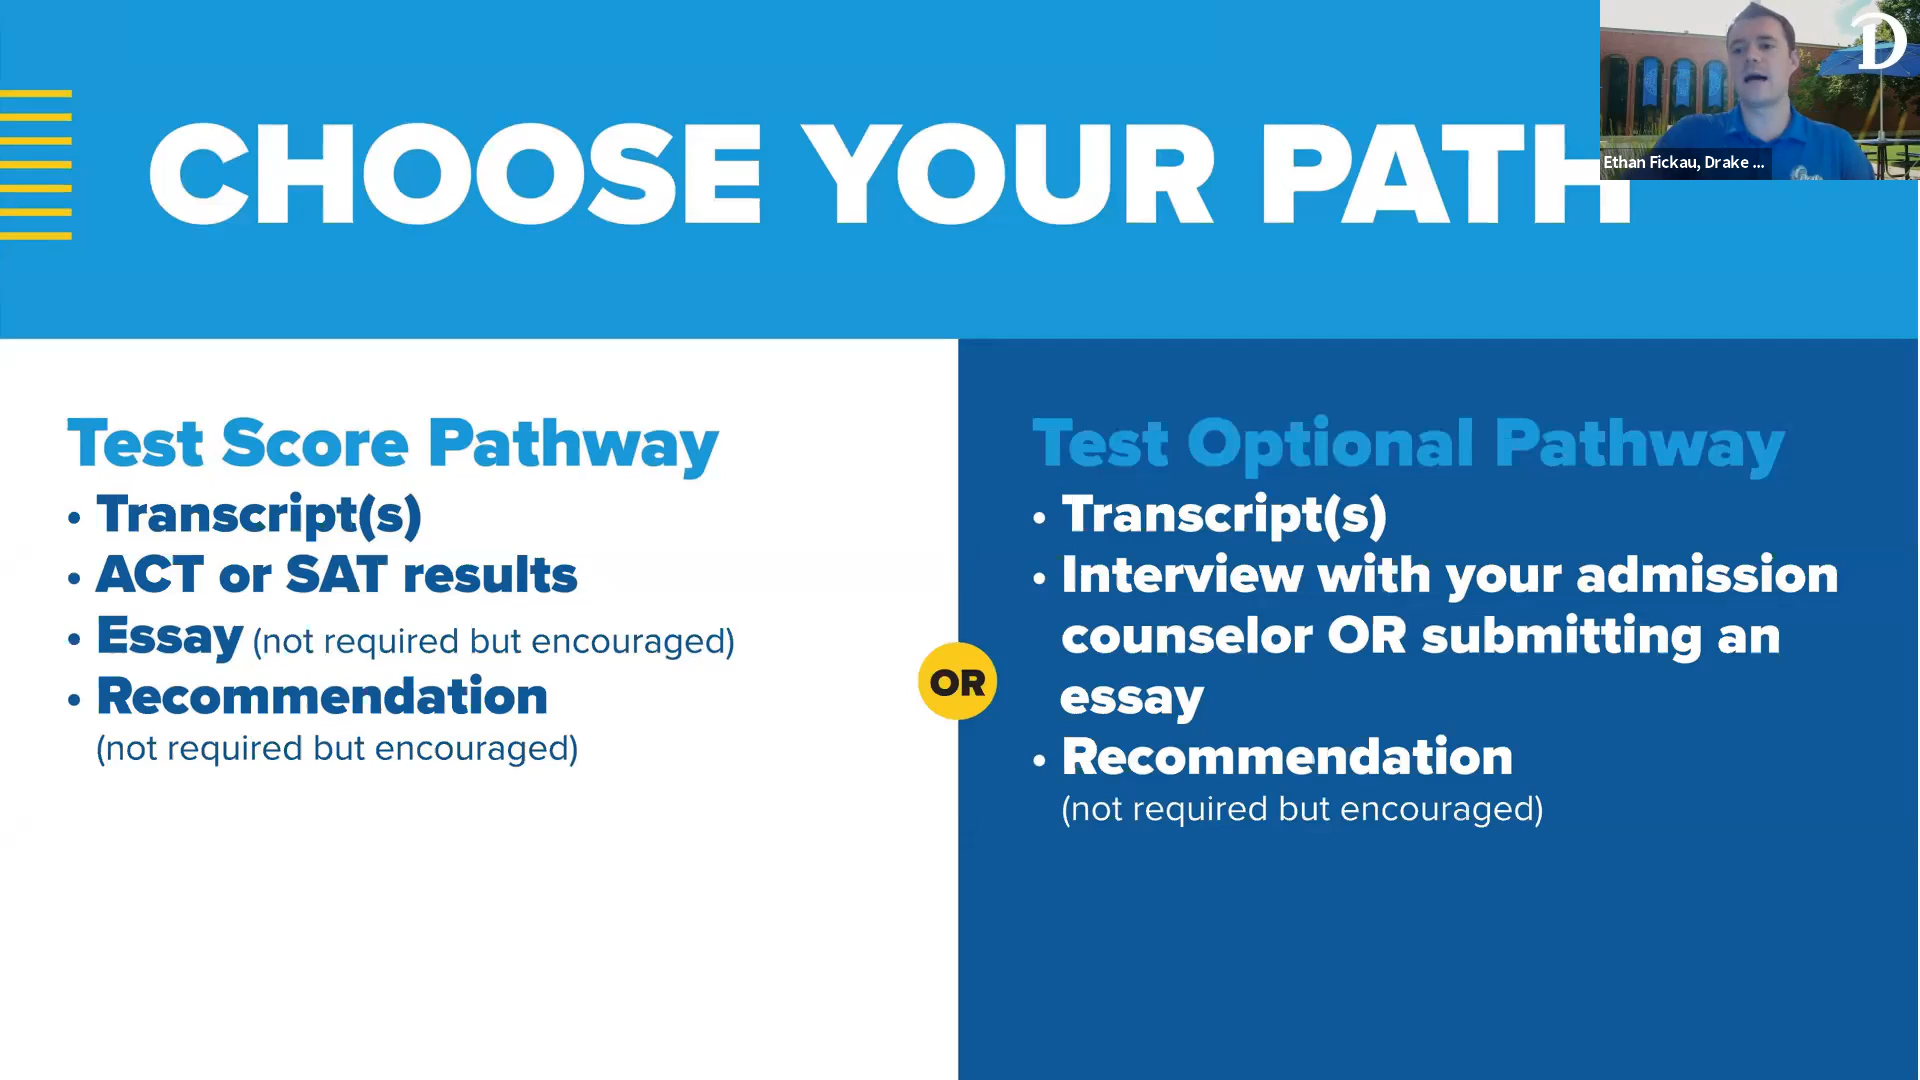 CHOOSE YOUR PATH
D
Ethan Fickau, Drake ...
Test Score Pathway
• Transcript(s)
• ACT or SAT results
• Essay (not required but encouraged)
• Recommendation
(not required but encouraged)
OR
Test Optional Pathway
• Transcript(s)
• Interview with your admission
counselor OR submitting an
essay
• Recommendation
(not required but encouraged)